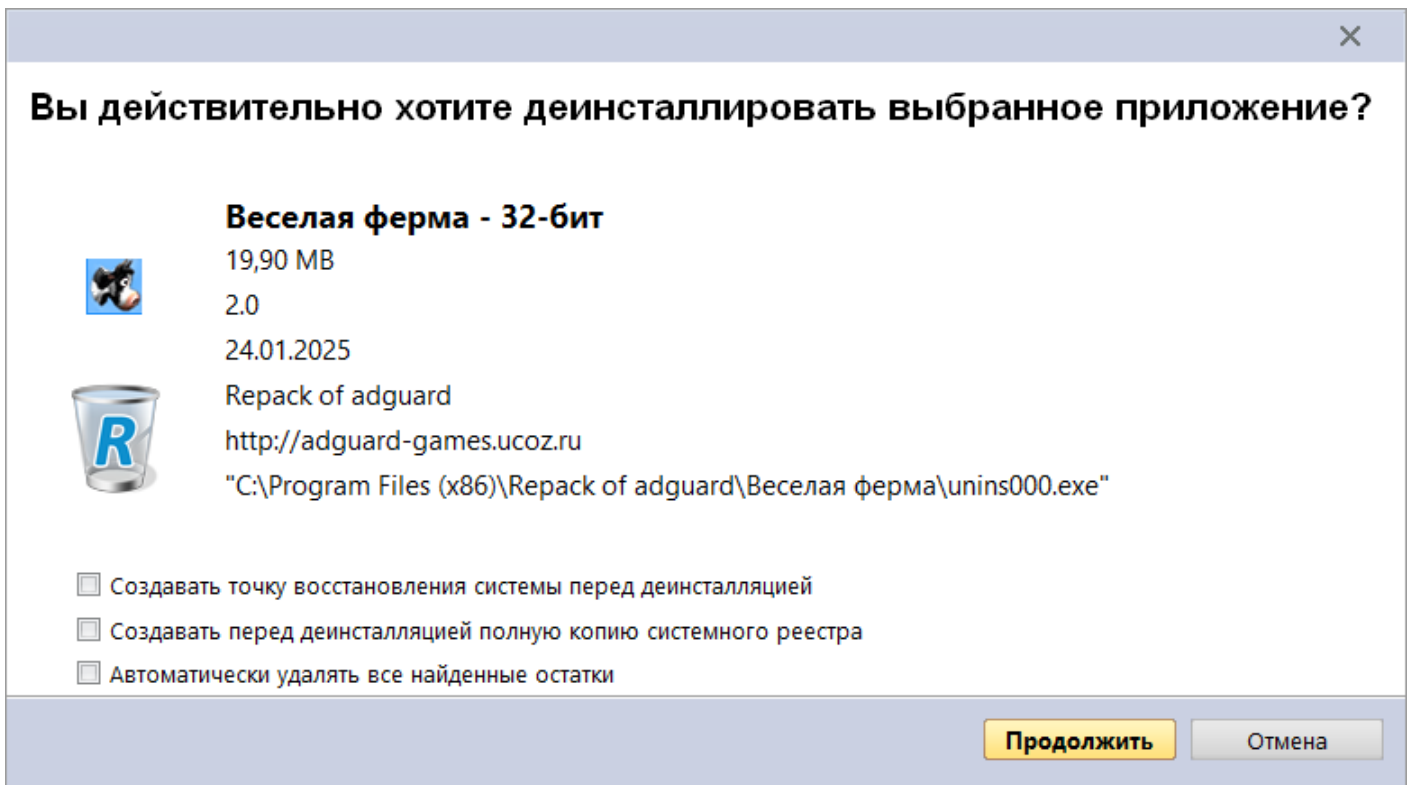 Вы действительно хотите деинсталлировать выбранное приложение?
Веселая ферма - 32-бит
19,90 MB
2.0
24.01.2025
Repack of adguard
http://adguard-games.ucoz.ru
"C:\Program Files (x86)\Repack of adguard\Веселая ферма\unins000.exe"
R
Создавать точку восстановления системы перед деинсталляцией
Создавать перед деинсталляцией полную копию системного реестра
Автоматически удалять все найденные остатки
Продолжить Отмена